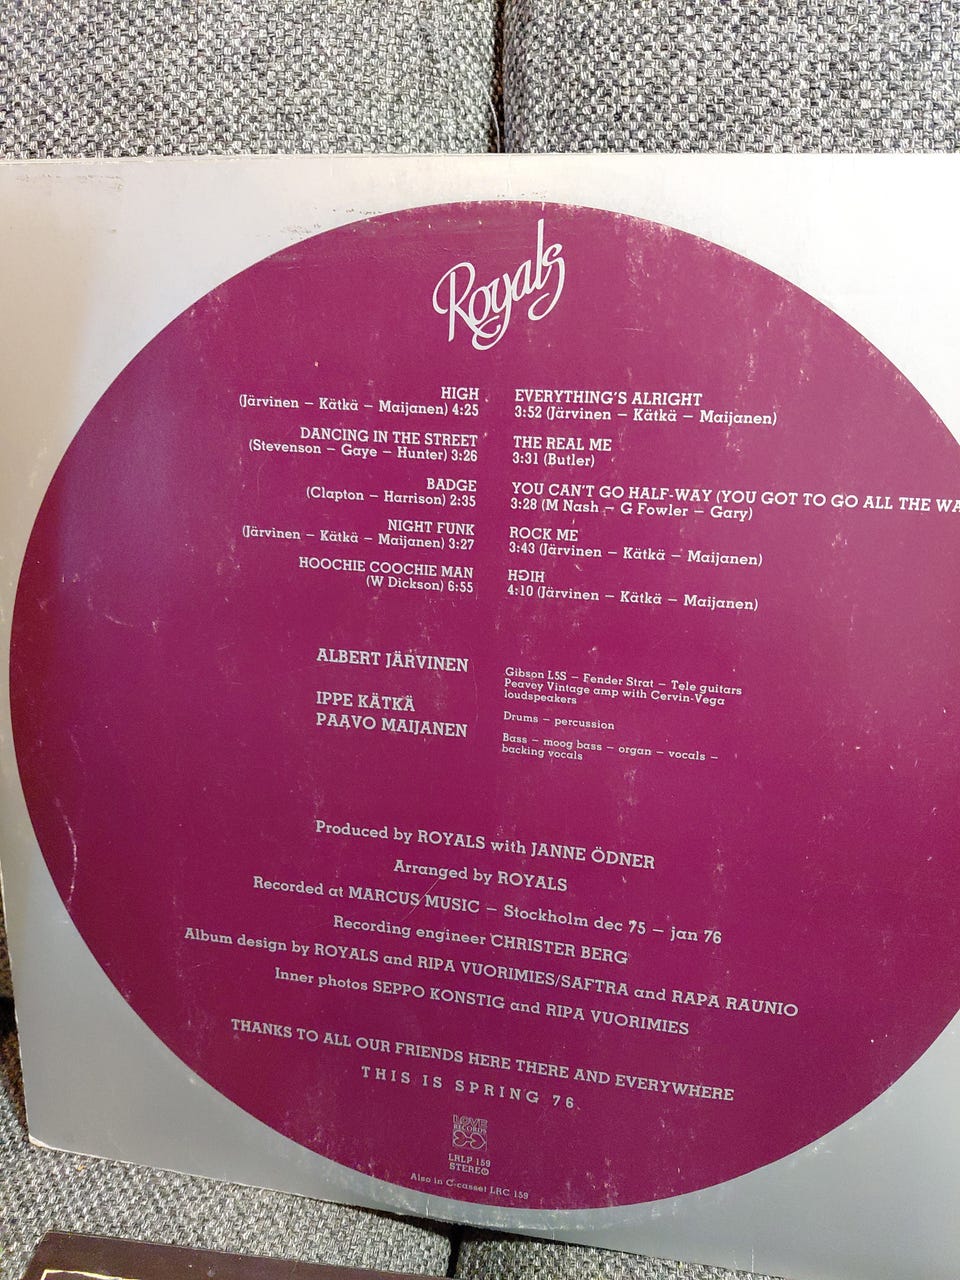 Royals
HIGH
(Järvinen – Kätkä – Maijanen) 4:25
DANCING IN THE STREET
(Stevenson – Gaye – Hunter) 3:26
BADGE
(Clapton – Harrison) 2:35
NIGHT FUNK
(Järvinen – Kätkä – Maijanen) 3:27
HOOCHIE COOCHIE MAN
(W Dickson) 6:55
EVERYTHING'S ALRIGHT
3:52 (Järvinen – Kätkä – Maijanen)
THE REAL ME
3:31 (Butler)
YOU CAN'T GO HALF-WAY (YOU GOT TO GO ALL THE WA
3:28 (M Nash – G Fowler – Gary)
ROCK ME
3:43 (Järvinen – Kätkä – Maijanen)
HIGH
4:10 (Järvinen – Kätkä – Maijanen)
ALBERT JÄRVINEN
Gibson L5S – Fender Strat – Tele guitars
Peavey Vintage amp with Cervin-Vega
loudspeakers
IPPE KÄTKÄ
Drums – percussion
PAAVO MAIJANEN
Bass – moog bass – organ – vocals –
backing vocals
Produced by ROYALS with JANNE ÖDNER
Arranged by ROYALS
Recorded at MARCUS MUSIC – Stockholm dec 75 – jan 76
Recording engineer CHRISTER BERG
Album design by ROYALS and RIPA VUORIMIES/SAFTRA and RAPA RAUNIO
Inner photos SEPPO KONSTIG and RIPA VUORIMIES
THANKS TO ALL OUR FRIENDS HERE THERE AND EVERYWHERE
THIS IS SPRING 76
LOVE
RECORDS
LRLP 159
STEREO
Also in C-casset LRC 159